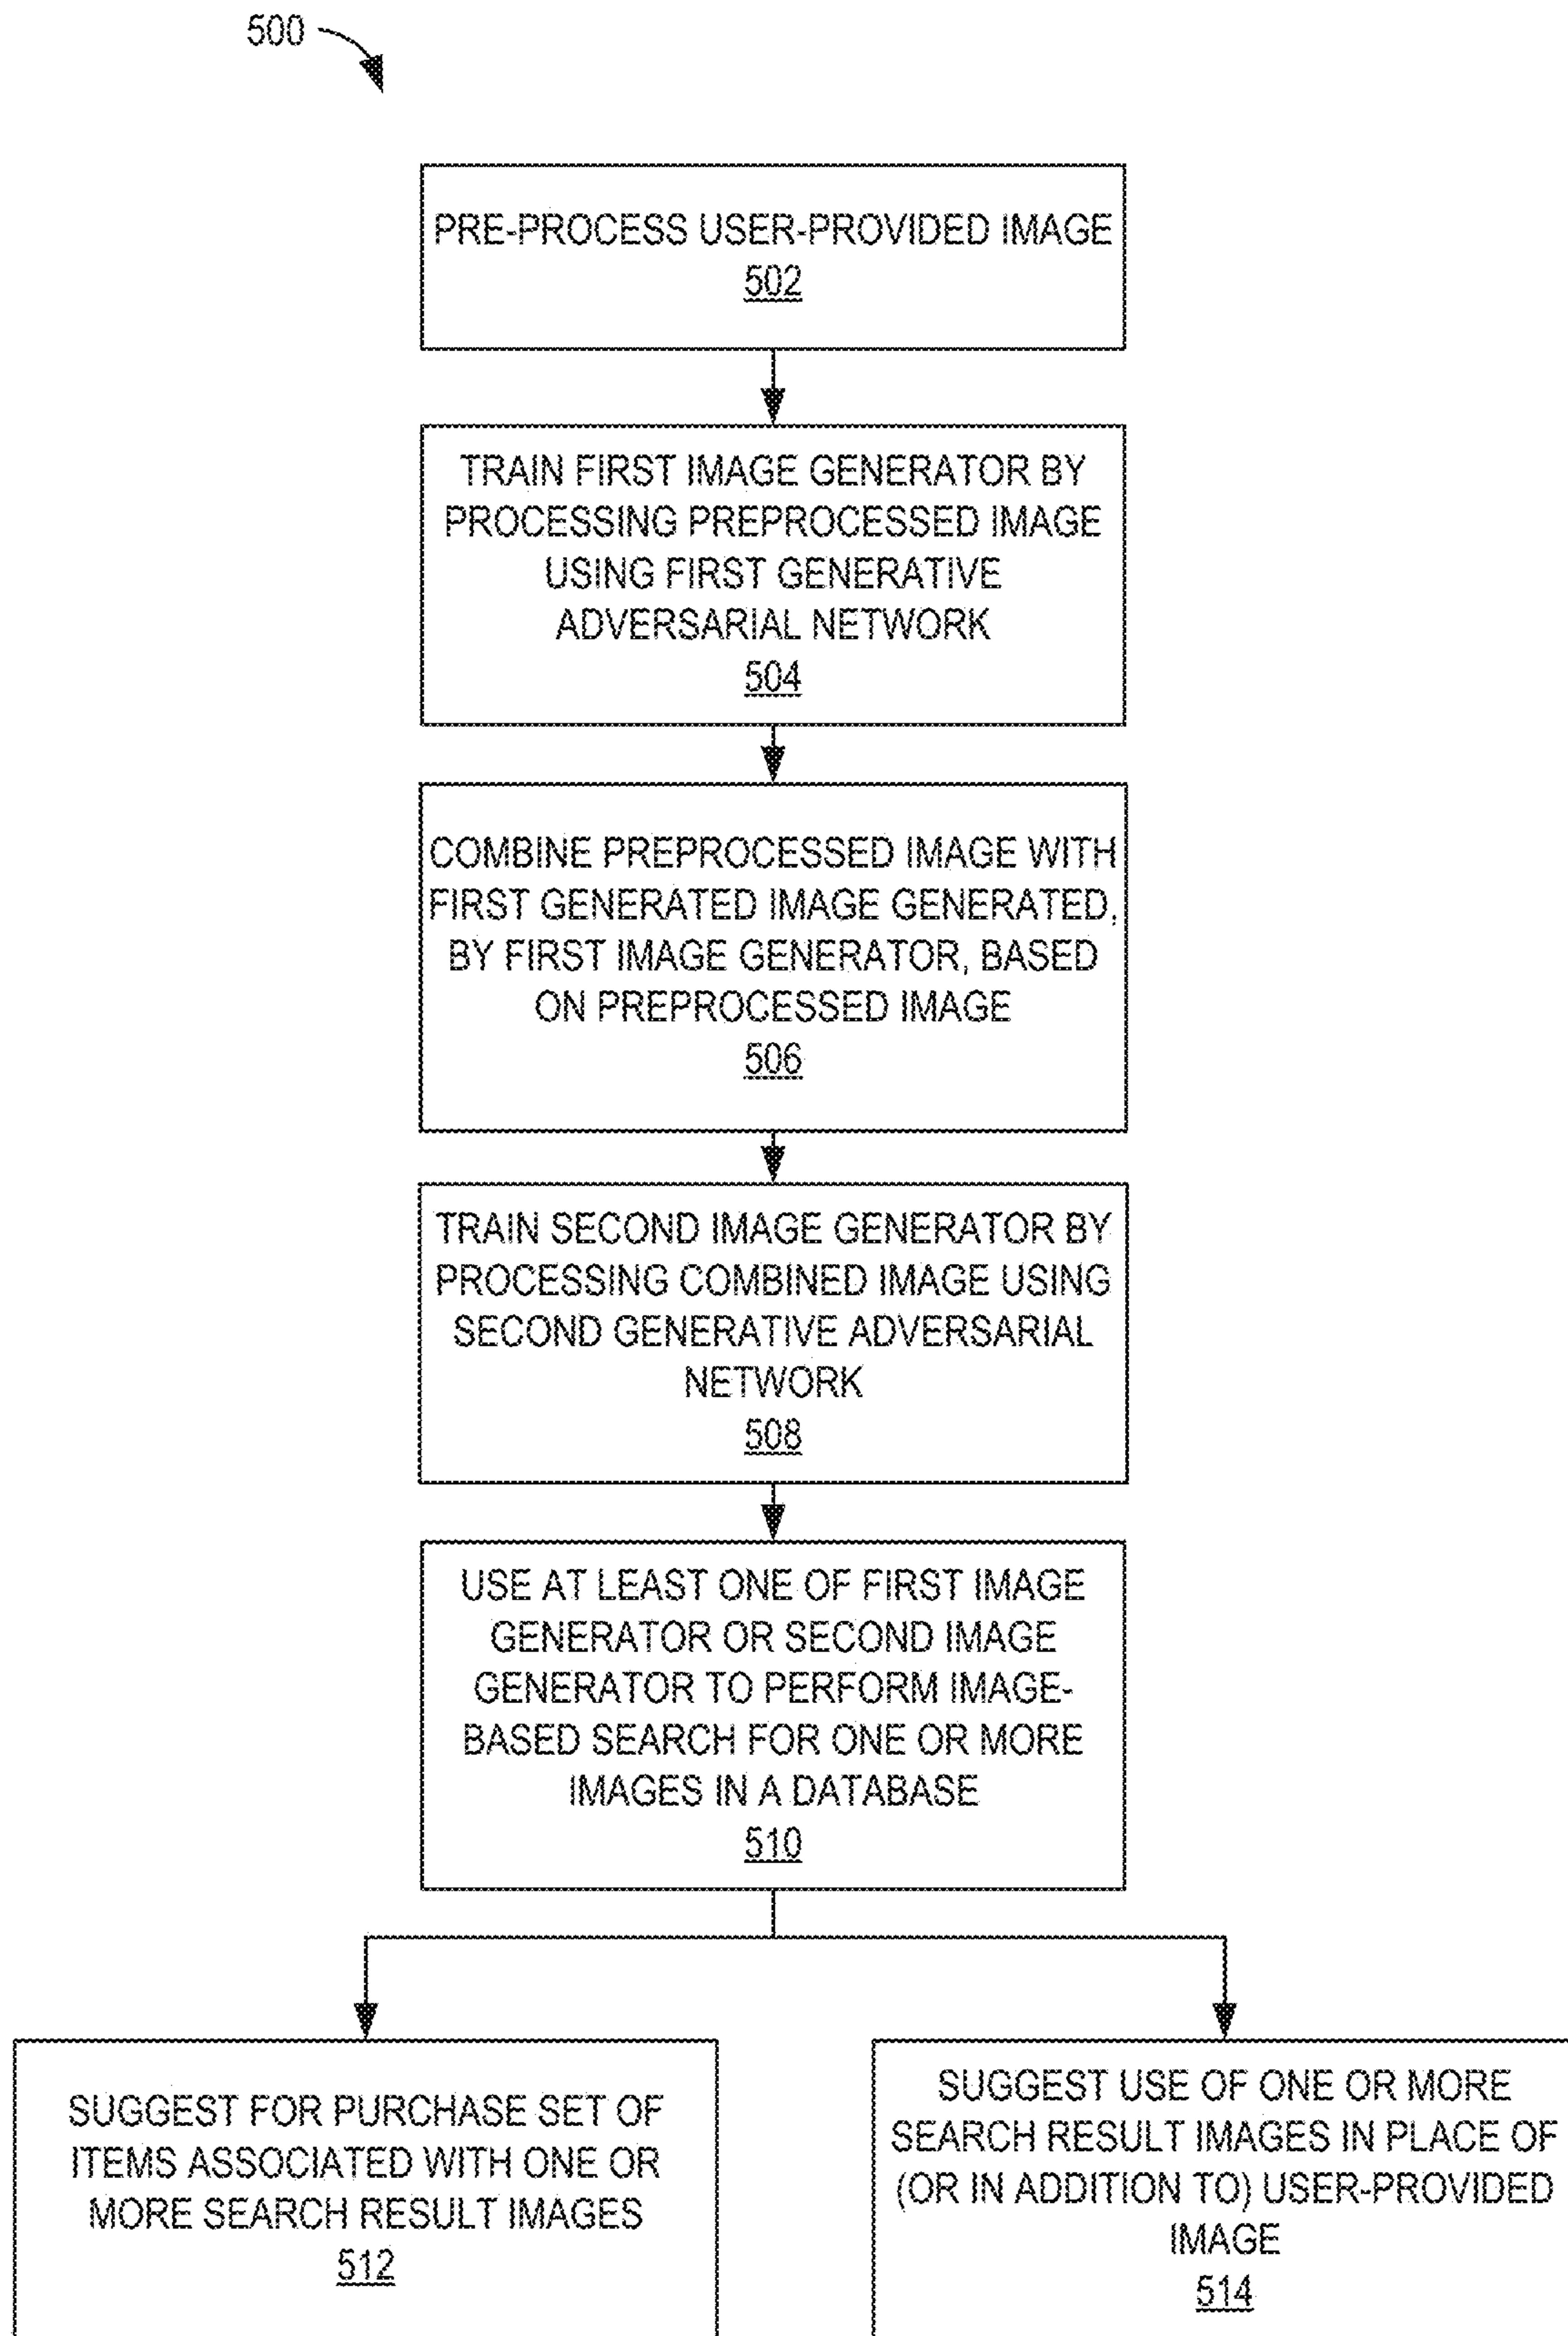 500
PRE-PROCESS USER-PROVIDED IMAGE
502
TRAIN FIRST IMAGE GENERATOR BY
PROCESSING PREPROCESSED IMAGE
USING FIRST GENERATIVE
ADVERSARIAL NETWORK
504
COMBINE PREPROCESSED IMAGE WITH
FIRST GENERATED IMAGE GENERATED,
BY FIRST IMAGE GENERATOR, BASED
ON PREPROCESSED IMAGE
506
TRAIN SECOND IMAGE GENERATOR BY
PROCESSING COMBINED IMAGE USING
SECOND GENERATIVE ADVERSARIAL
NETWORK
508
USE AT LEAST ONE OF FIRST IMAGE
GENERATOR OR SECOND IMAGE
GENERATOR TO PERFORM IMAGE-
BASED SEARCH FOR ONE OR MORE
IMAGES IN A DATABASE
510
SUGGEST FOR PURCHASE SET OF
ITEMS ASSOCIATED WITH ONE OR
MORE SEARCH RESULT IMAGES
512
SUGGEST USE OF ONE OR MORE
SEARCH RESULT IMAGES IN PLACE OF
(OR IN ADDITION TO) USER-PROVIDED
IMAGE
514